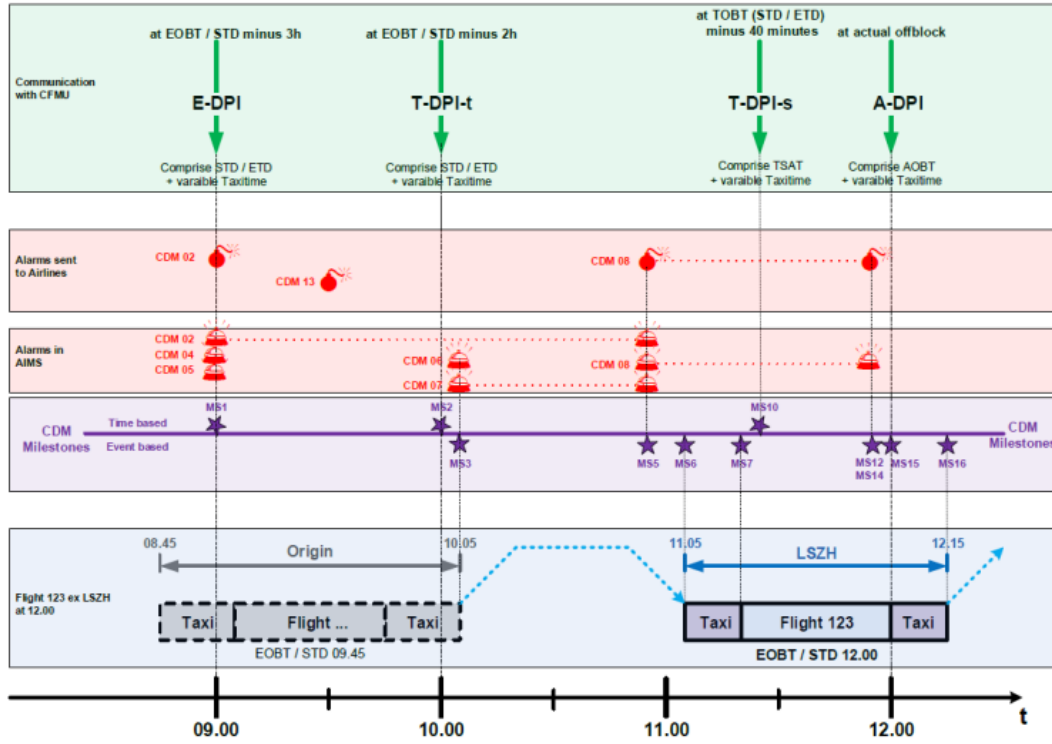 at EOBT / STD minus 3h
at EOBT / STD minus 2h
at TOBT (STD / ETD)
minus 40 minutes
at actual offblock
Communication
with CFMU
E-DPI
T-DPI-t
T-DPI-s
A-DPI
Comprise STD / ETD
+ varaible Taxitime
Comprise STD / ETD
+ varaible Taxitime
Comprise TSAT
+ varaible Taxitime
Comprise AOBT
+ varaible Taxitime
Alarms sent
to Airlines
CDM 02
CDM 13
CDM 08
Alarms in
AIMS
CDM 02
CDM 04
CDM 05
CDM 06
CDM 07
CDM 08
CDM
Milestones
Time based
Event based
MS1
MS2
MS10
MS3
MS5
MS6
MS7
MS12
MS14
MS15
MS16
CDM
Milestones
08.45
Origin
10.05
11.05
LSZH
12.15
Flight 123 ex LSZH
at 12.00
Taxi
Flight ...
Taxi
Taxi
Flight 123
Taxi
EOBT / STD 09.45
EOBT / STD 12.00
09.00
10.00
11.00
12.00
t